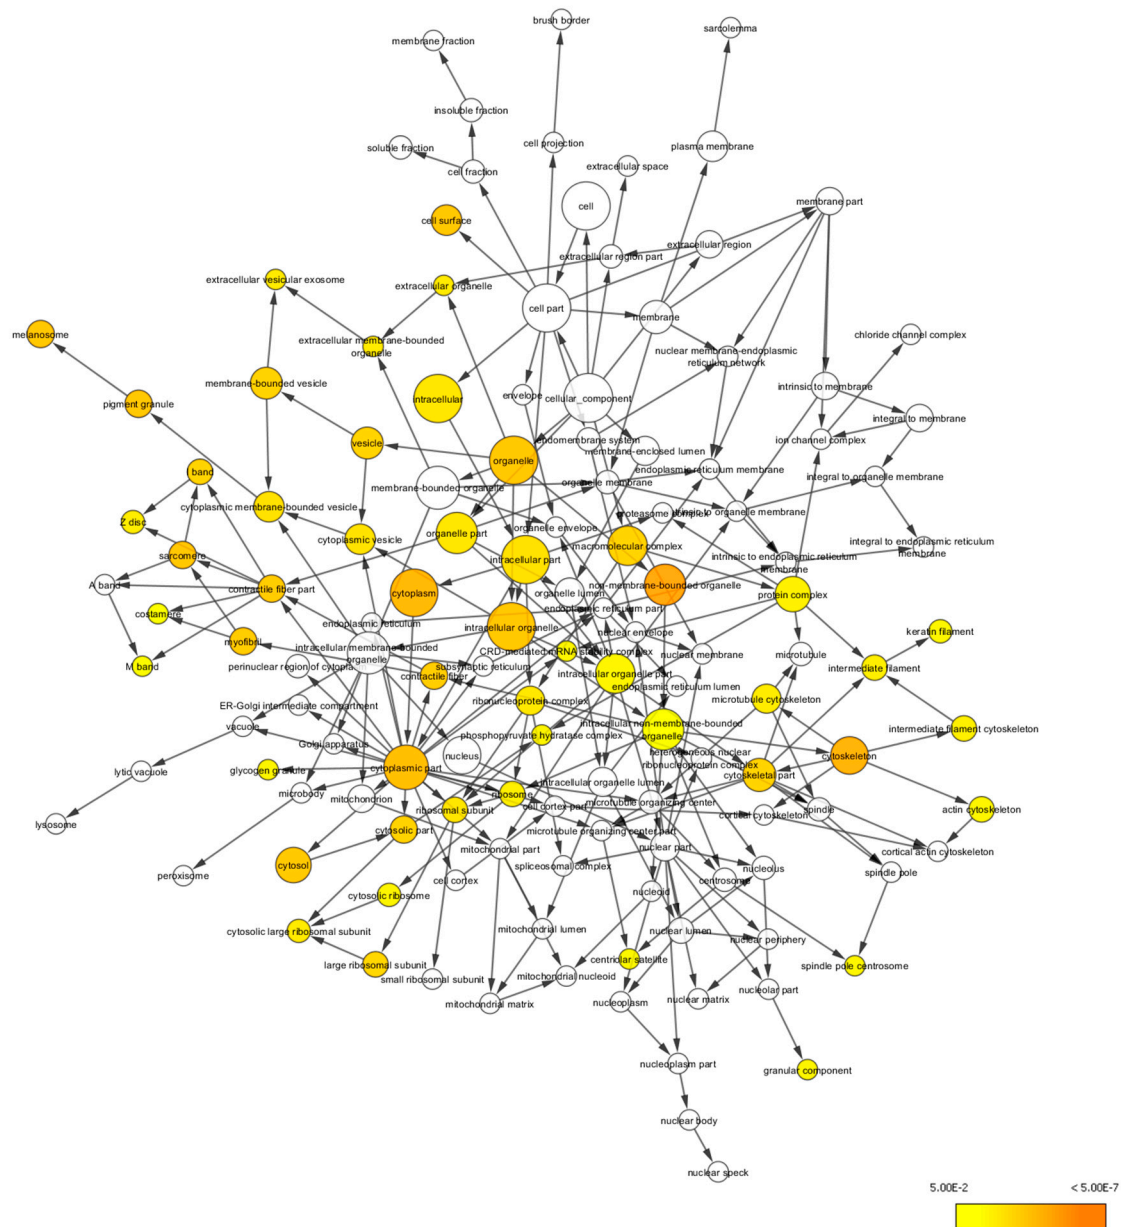 brush border
sarcolemma
membrane fraction
insoluble fraction
soluble fraction
cell projection
plasma membrane
extracellular space
cell fraction
membrane part
cell
cell surface
extracellular region
extracellular region part
extracellular vesicular exosome
extracellular organelle
cell part
membrane
melanosome
chloride channel complex
extracellular membrane-bounded
organelle
nuclear membrane-endoplasmic
reticulum network
membrane-bounded vesicle
intrinsic to membrane
envelope
cellular_component
intracellular
pigment granule
integral to membrane
endomembrane system
ion channel complex
vesicle
membrane-enclosed lumen
organelle
I band
endoplasmic reticulum membrane
integral to organelle membrane
organelle membrane
membrane-bounded organelle
cytoplasmic membrane-bounded vesicle
proteasome complex
intrinsic to organelle membrane
Z disc
organelle envelope
organelle part
cytoplasmic vesicle
macromolecular complex
integral to endoplasmic reticulum
membrane
sarcomere
intracellular part
intrinsic to endoplasmic reticulum
membrane
A band
contractile fiber part
cytoplasm
organelle lumen
non-membrane-bounded organelle
protein complex
costamere
endoplasmic reticulum part
endoplasmic reticulum
intracellular organelle
nuclear envelope
keratin filament
myofibril
intracellular membrane-bounded
organelle
CRD-mediated mRNA stability complex
nuclear membrane
microtubule
M band
perinuclear region of cytoplasm
subsynaptic reticulum
contractile fiber
intracellular organelle part
intermediate filament
endoplasmic reticulum lumen
ER-Golgi intermediate compartment
ribonucleoprotein complex
microtubule cytoskeleton
vacuole
intracellular non-membrane-bounded
organelle
intermediate filament cytoskeleton
phosphopyruvate hydratase complex
Golgi apparatus
nucleus
heterogeneous nuclear
ribonucleoprotein complex
cytoskeleton
lytic vacuole
glycogen granule
cytoplasmic part
cytoskeletal part
intracellular organelle lumen
microbody
mitochondrion
ribosome
cell cortex part
microtubule organizing center
ribosomal subunit
cortical cytoskeleton
spindle
actin cytoskeleton
lysosome
cytosolic part
microtubule organizing center part
mitochondrial part
nuclear part
cortical actin cytoskeleton
cytosol
spliceosomal complex
nucleolus
spindle pole
peroxisome
cell cortex
centrosome
nucleoid
cytosolic ribosome
cytosolic large ribosomal subunit
mitochondrial lumen
nuclear lumen
nuclear periphery
large ribosomal subunit
centriolar satellite
spindle pole centrosome
small ribosomal subunit
mitochondrial nucleoid
nucleolar part
mitochondrial matrix
nucleoplasm
nuclear matrix
nucleoplasm part
granular component
nuclear body
nuclear speck
5.00E-2
< 5.00E-7